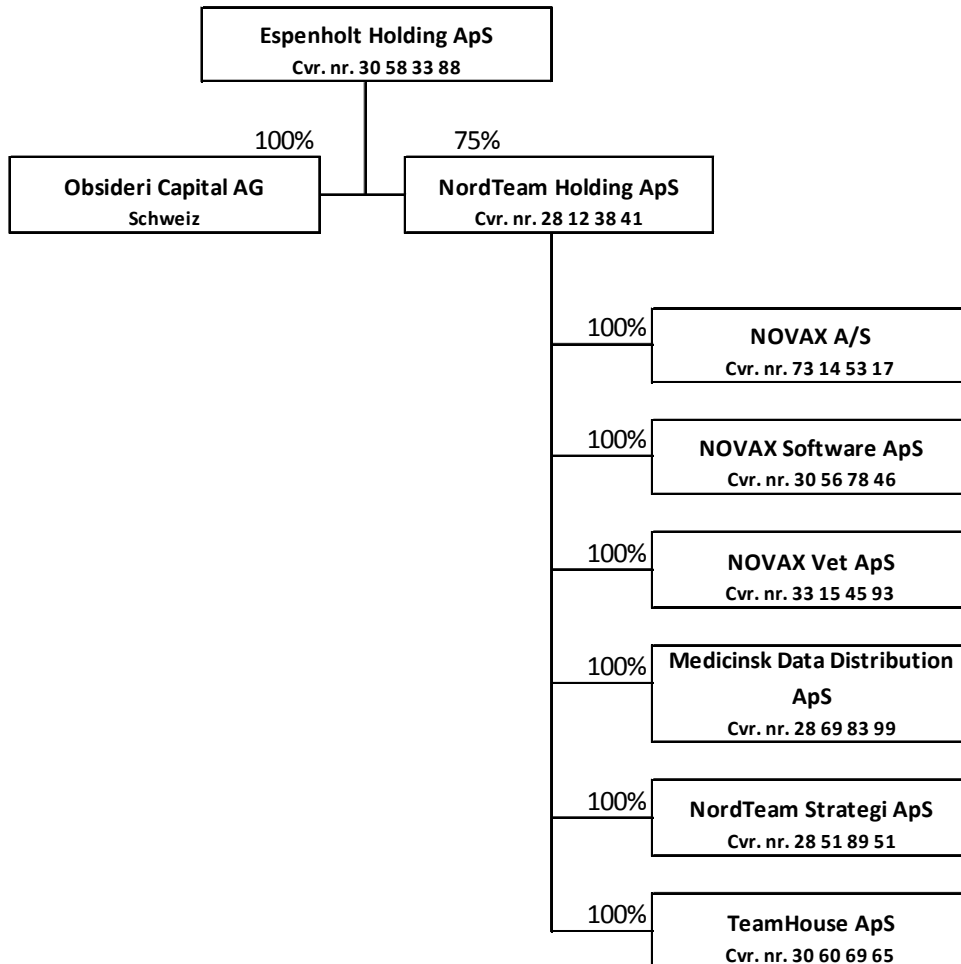 Espenholt Holding ApS
Cvr. nr. 30 58 33 88
100%
75%
Obsideri Capital AG
Schweiz
NordTeam Holding ApS
Cvr. nr. 28 12 38 41
100%
NOVAX A/S
Cvr. nr. 73 14 53 17
100%
NOVAX Software ApS
Cvr. nr. 30 56 78 46
100%
NOVAX Vet ApS
Cvr. nr. 33 15 45 93
100%
Medicinsk Data Distribution
ApS
Cvr. nr. 28 69 83 99
100%
NordTeam Strategi ApS
Cvr. nr. 28 51 89 51
100%
TeamHouse ApS
Cvr. nr. 30 60 69 65